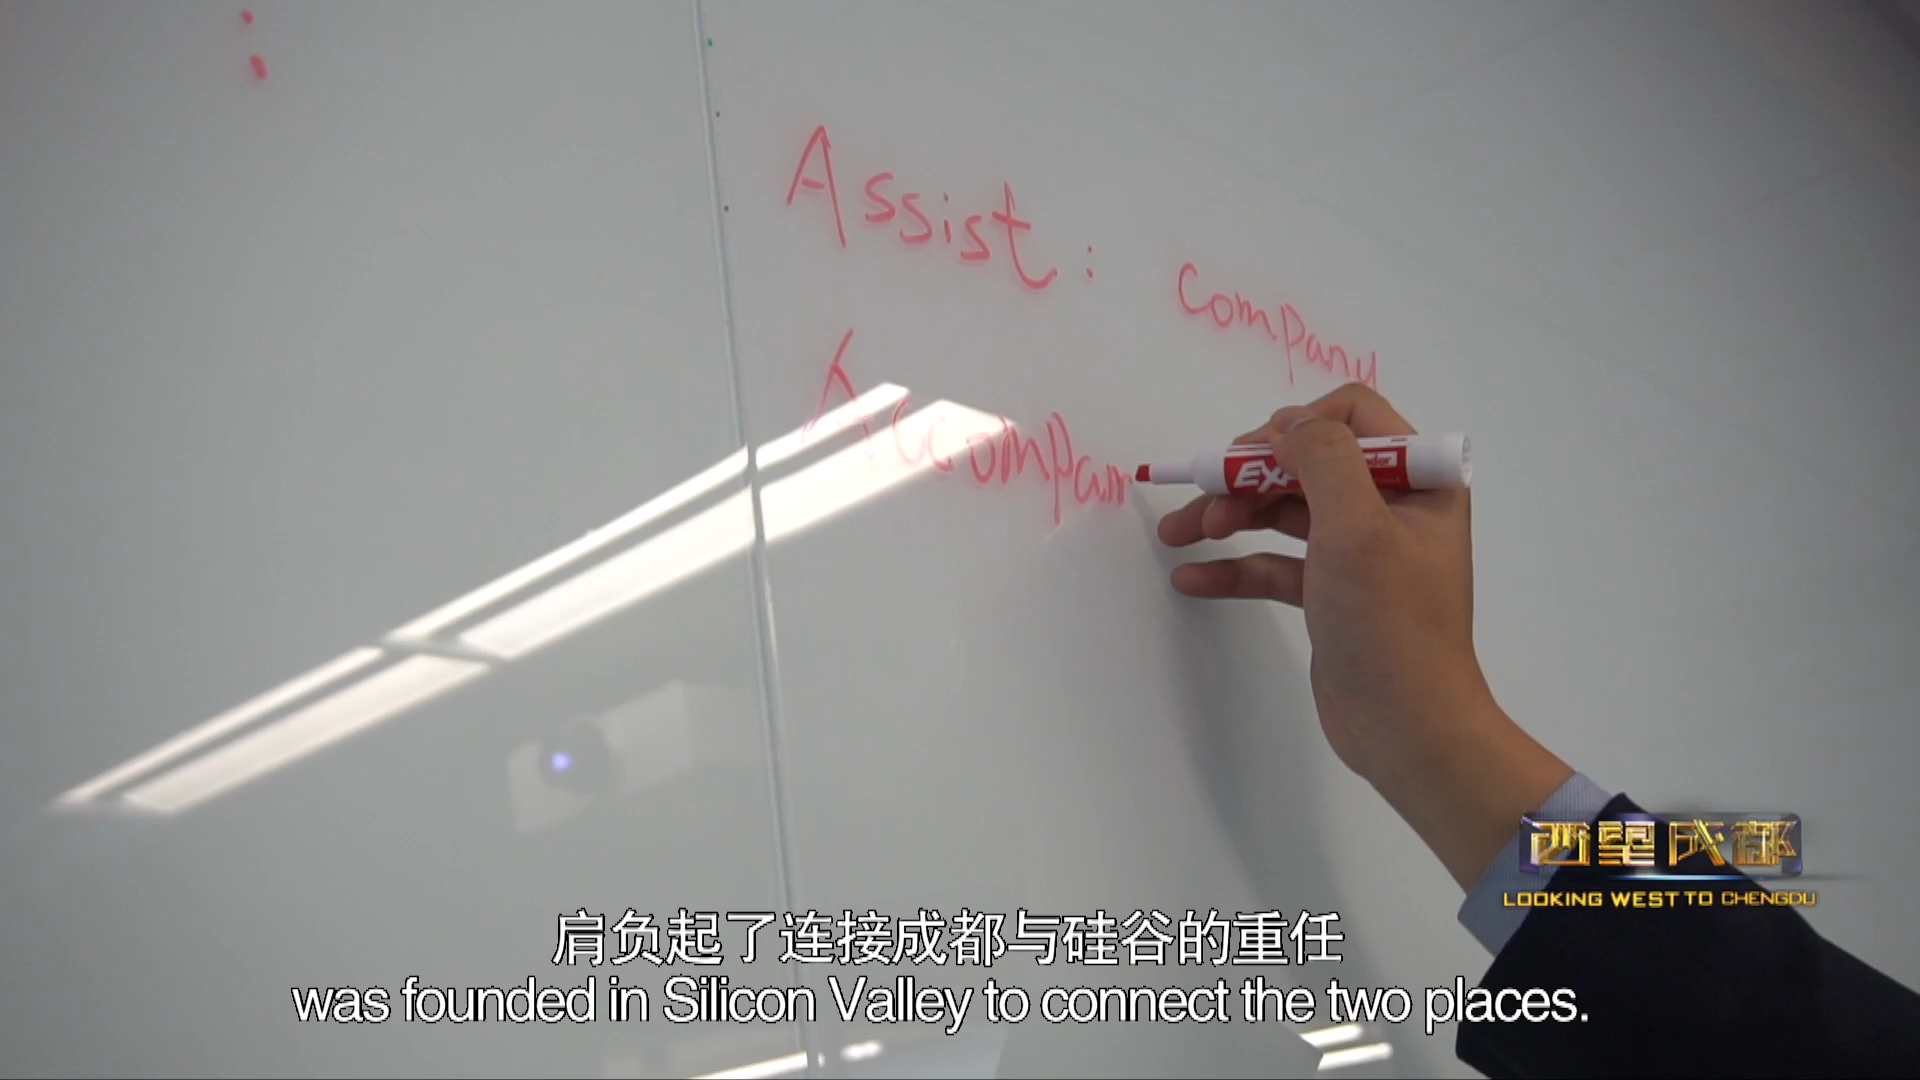 :
Assist: company
Accompan
EXP
西望成都
LOOKING WEST TO CHENGDU
肩负起了连接成都与硅谷的重任
was founded in Silicon Valley to connect the two places.